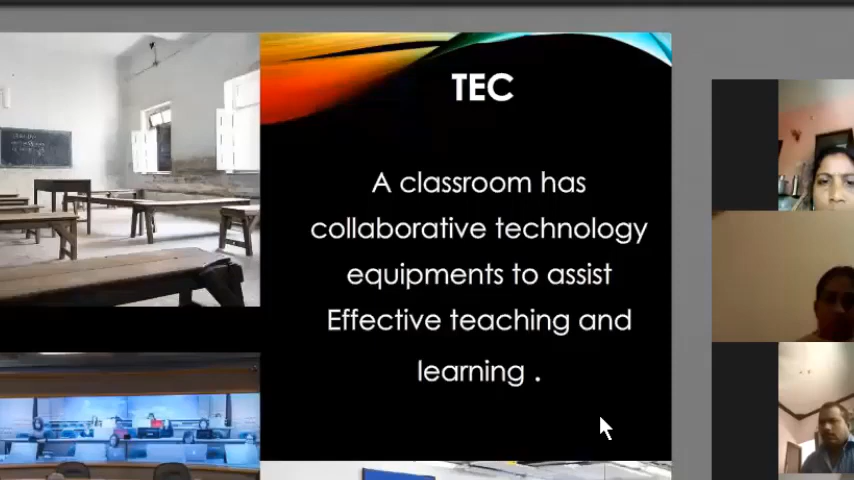 TEC
A classroom has
collaborative technology
equipments to assist
Effective teaching and
learning .